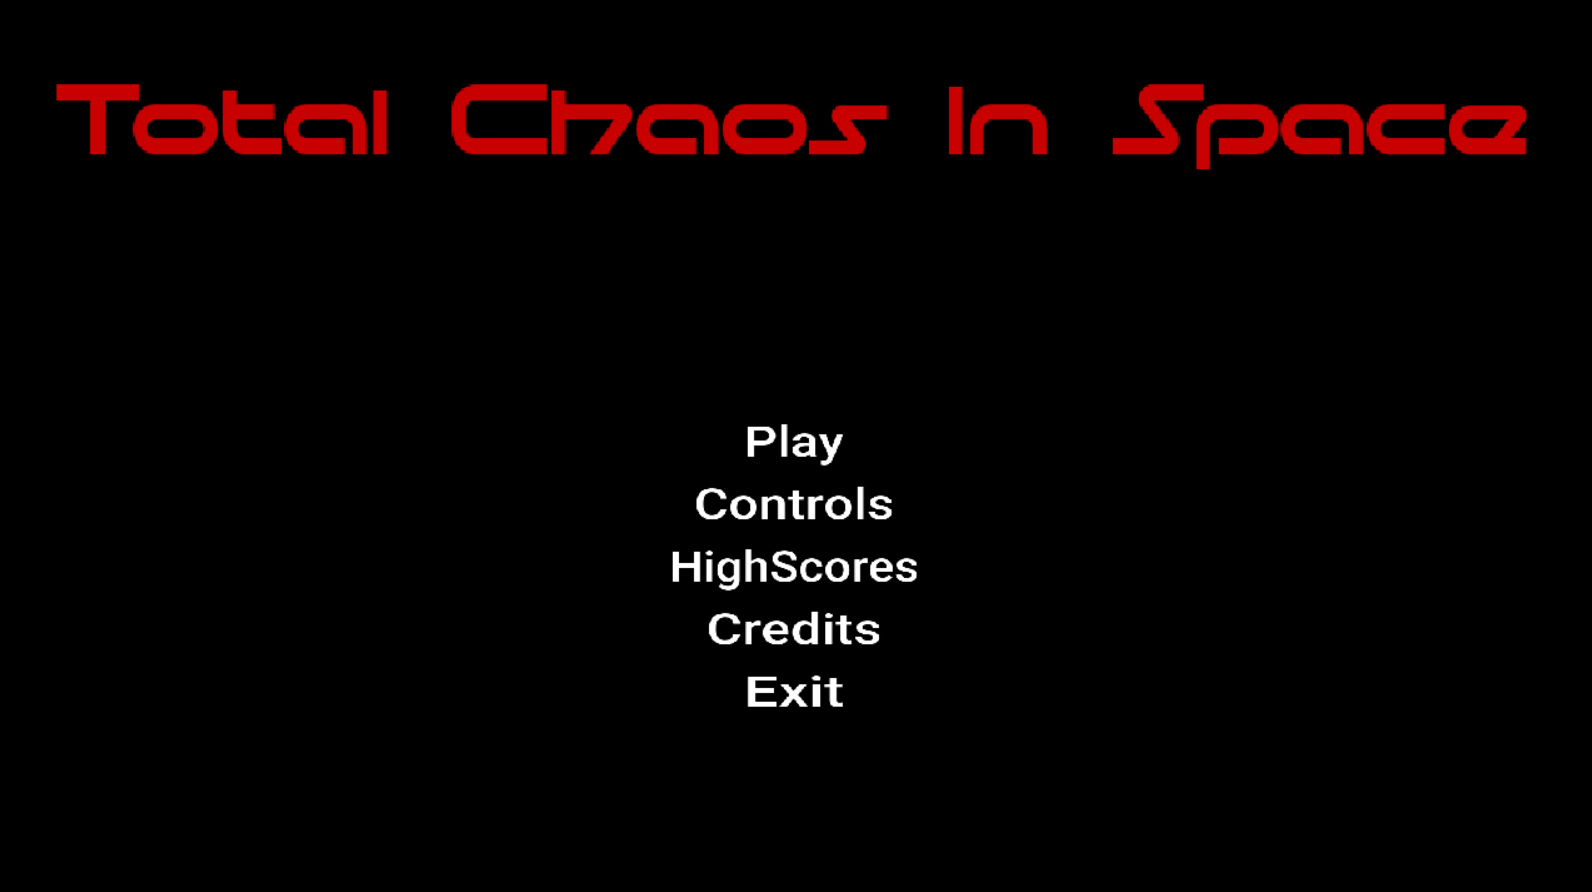 Total Chaos In Space
Play
Controls
HighScores
Credits
Exit